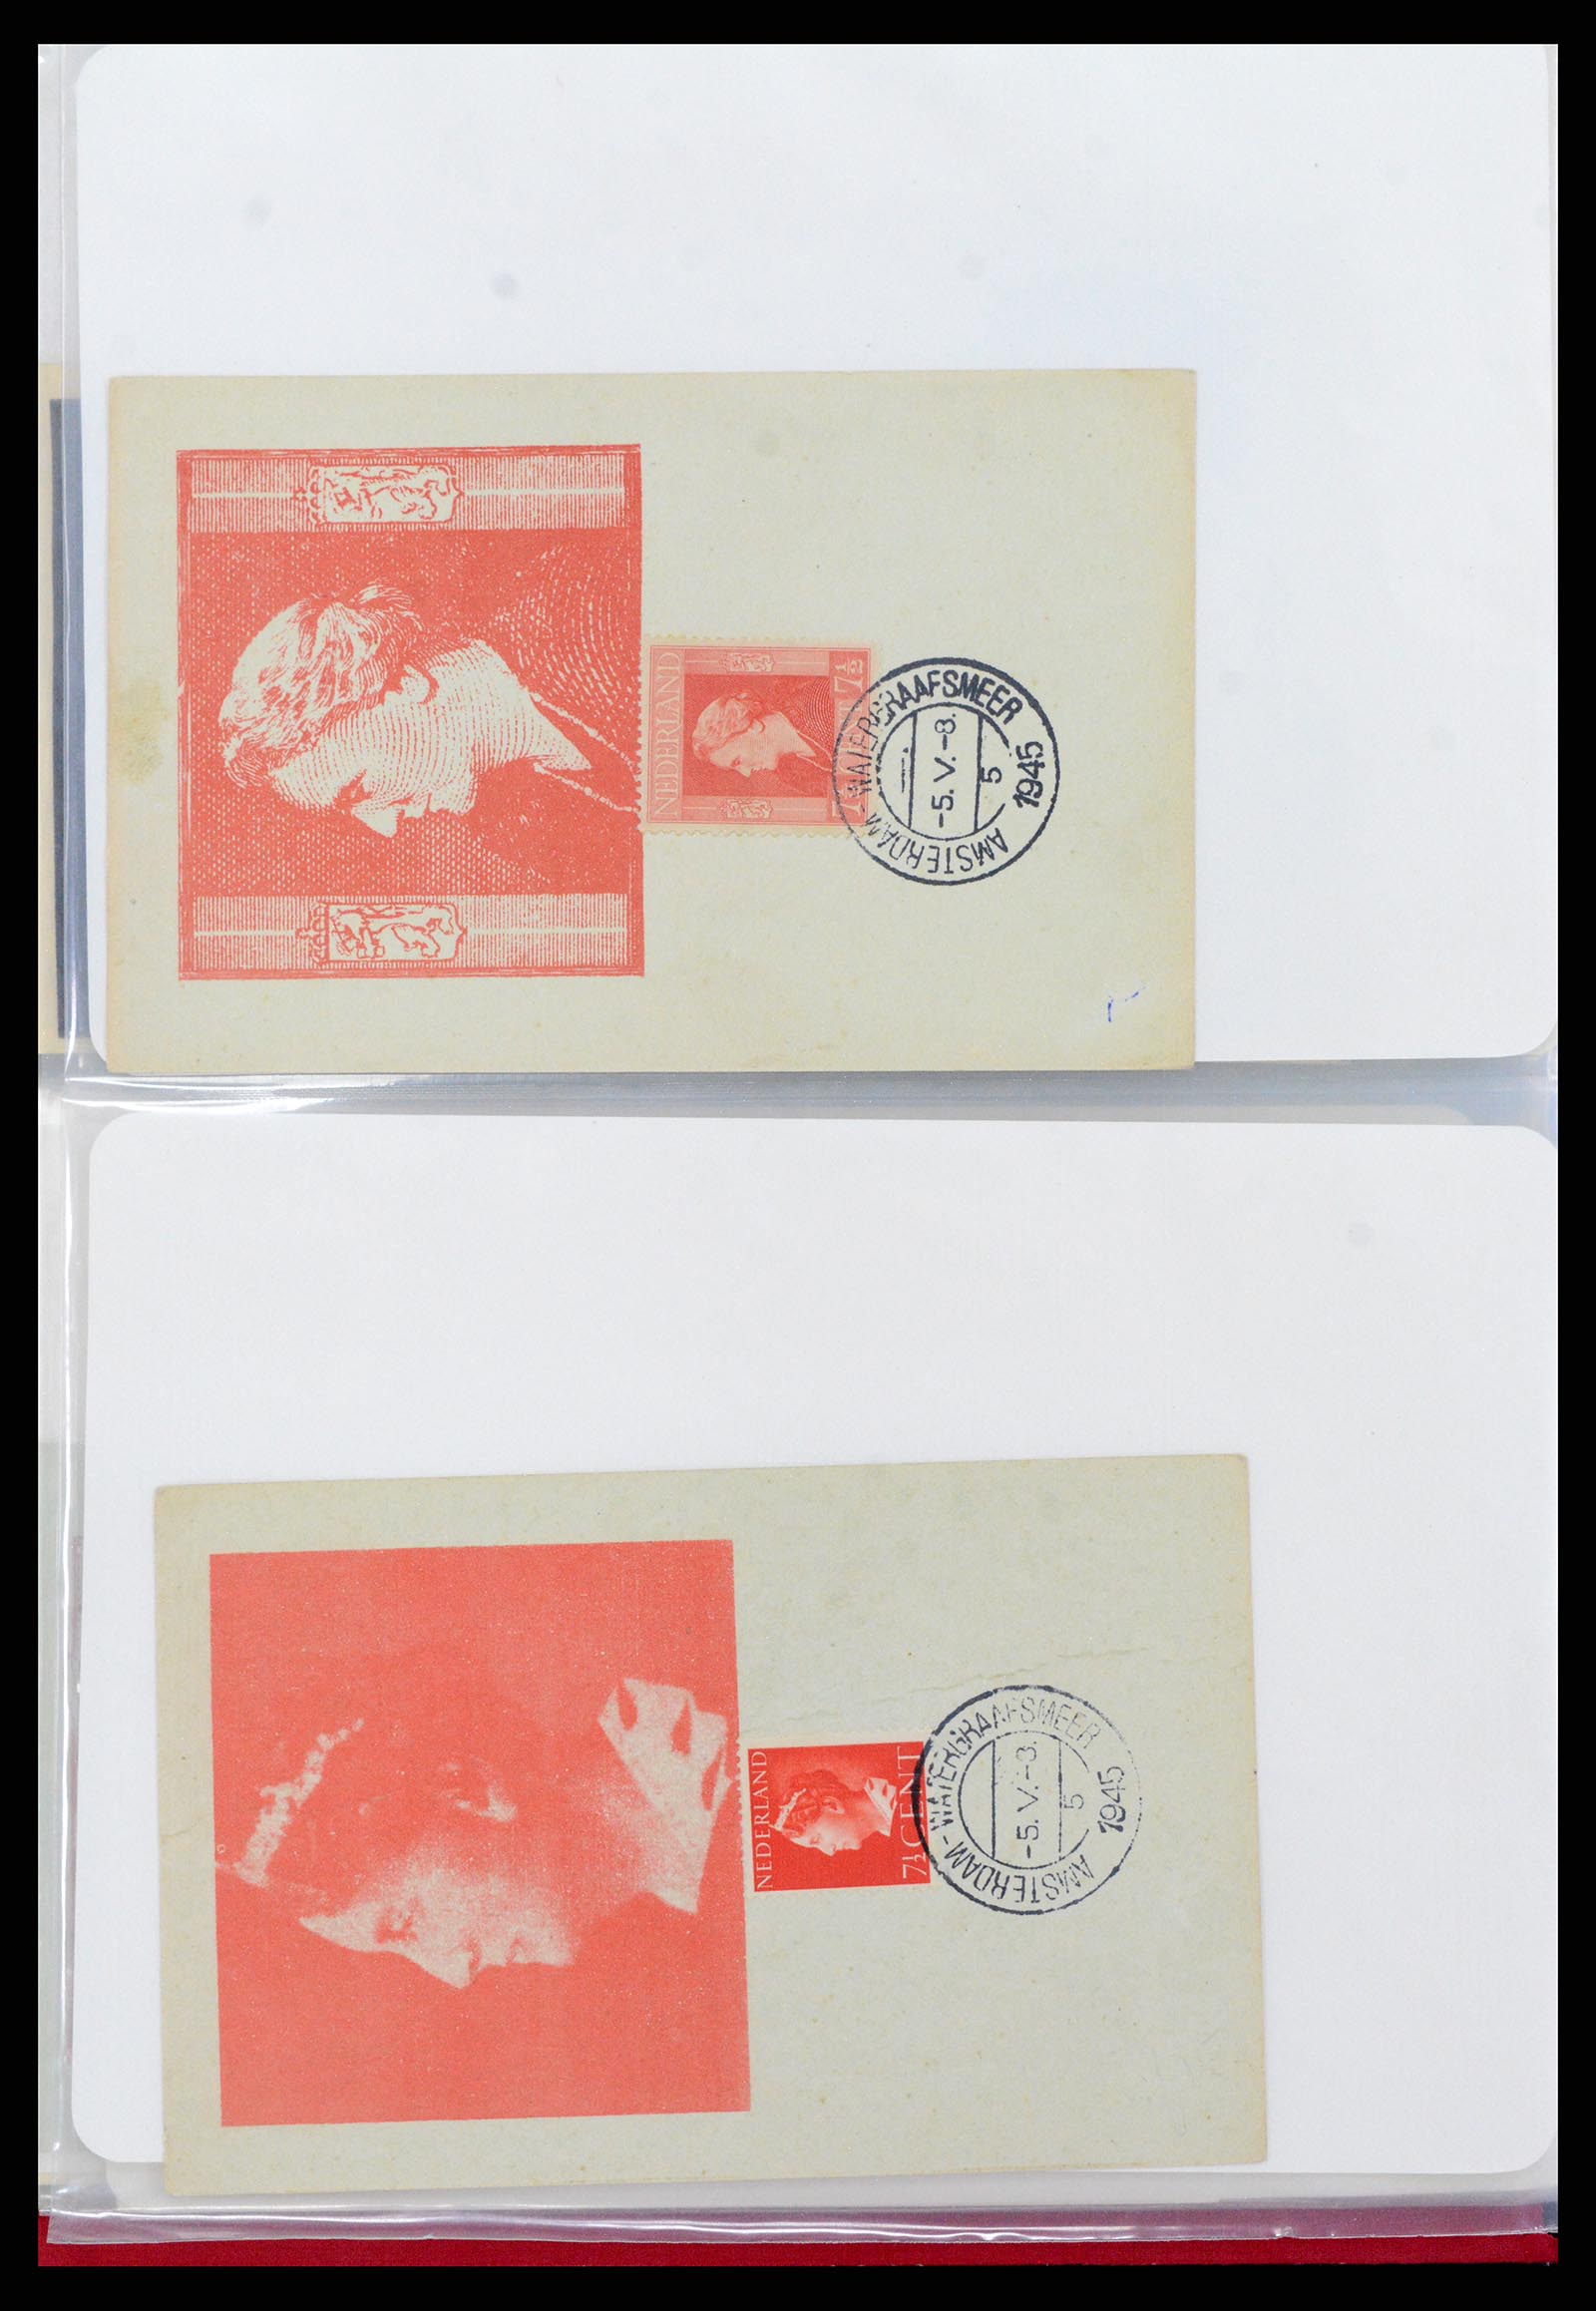 NEDERLAND
7½
AMSTERDAM - WATERGRAAFSMEER
-5.V.-8.
5
1945
NEDERLAND
7½ CENT
AMSTERDAM - WATERGRAAFSMEER
-5.V.-8.
5
1945